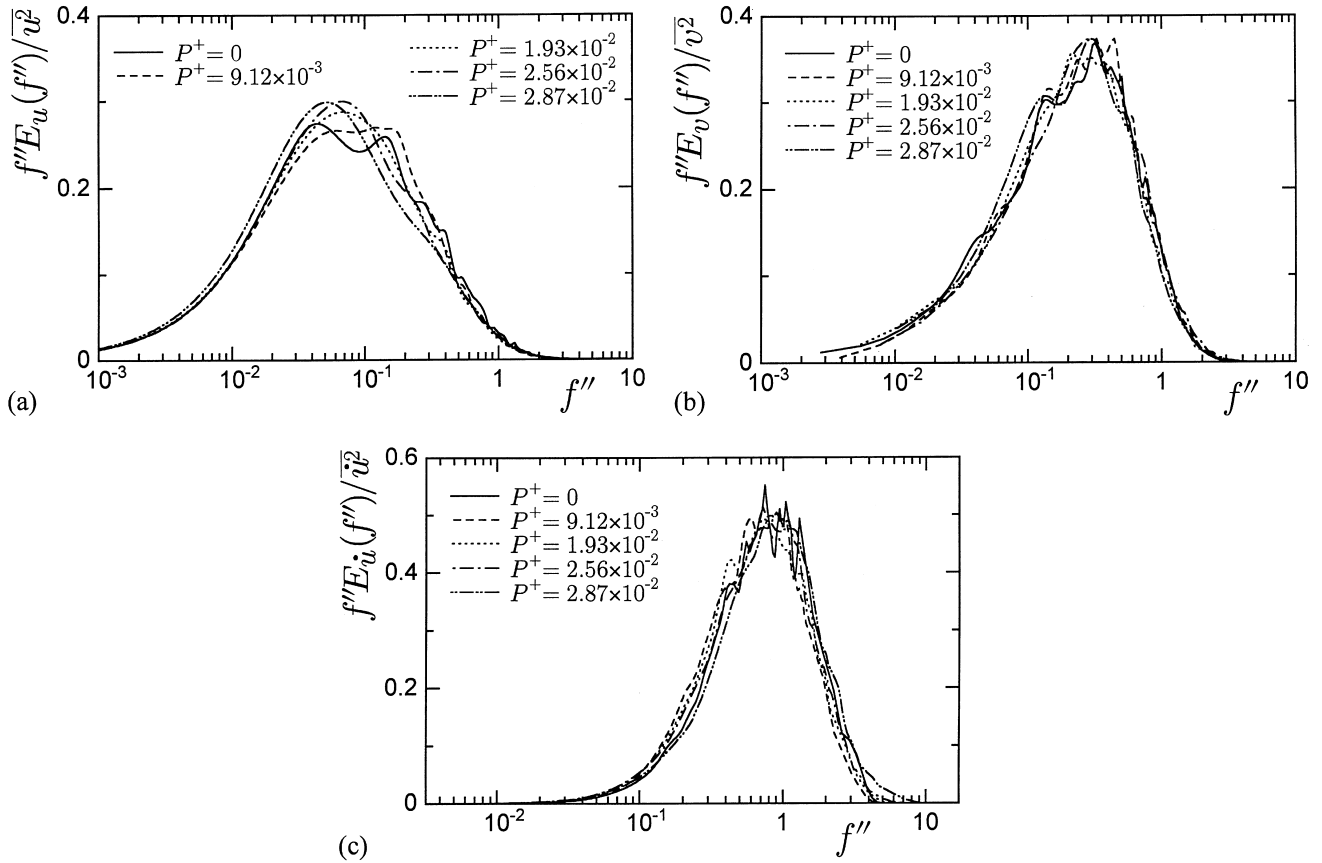 0.4
0.2
0
f″E_u(f″)/u̅²
P⁺= 0
P⁺= 9.12×10⁻³
P⁺= 1.93×10⁻²
P⁺= 2.56×10⁻²
P⁺= 2.87×10⁻²
10⁻³ 10⁻² 10⁻¹ 1 10
f″
(a)
0.4
0.2
0
f″E_v(f″)/v̅²
P⁺= 0
P⁺= 9.12×10⁻³
P⁺= 1.93×10⁻²
P⁺= 2.56×10⁻²
P⁺= 2.87×10⁻²
10⁻³ 10⁻² 10⁻¹ 1 10
f″
(b)
0.6
0.4
0.2
0
f″E_u̇(f″)/u̇̅²
P⁺= 0
P⁺= 9.12×10⁻³
P⁺= 1.93×10⁻²
P⁺= 2.56×10⁻²
P⁺= 2.87×10⁻²
10⁻² 10⁻¹ 1 10
f″
(c)